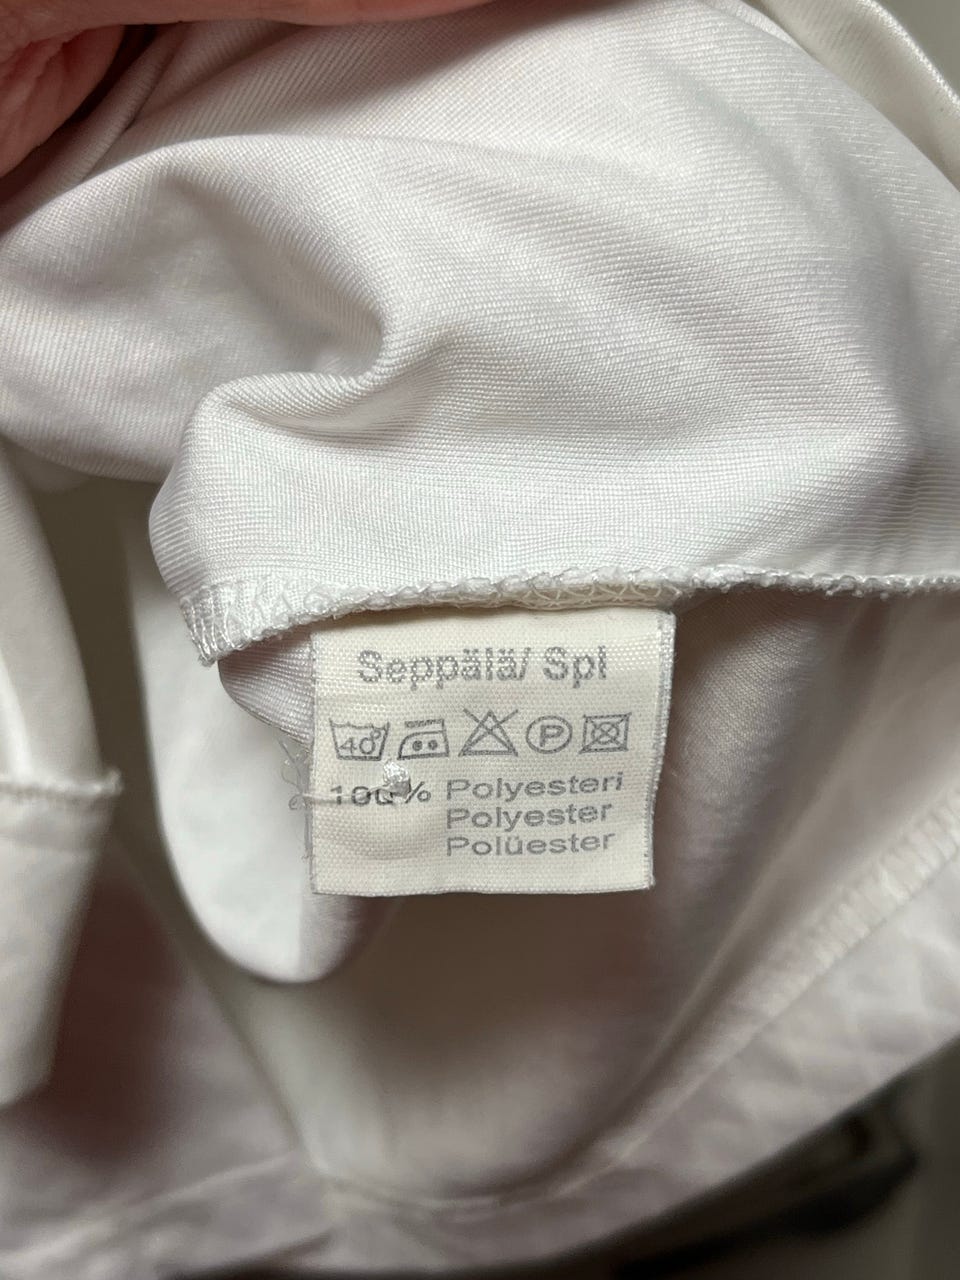 Seppälä/ Spl
40°
P
100% Polyesteri
Polyester
Polüester